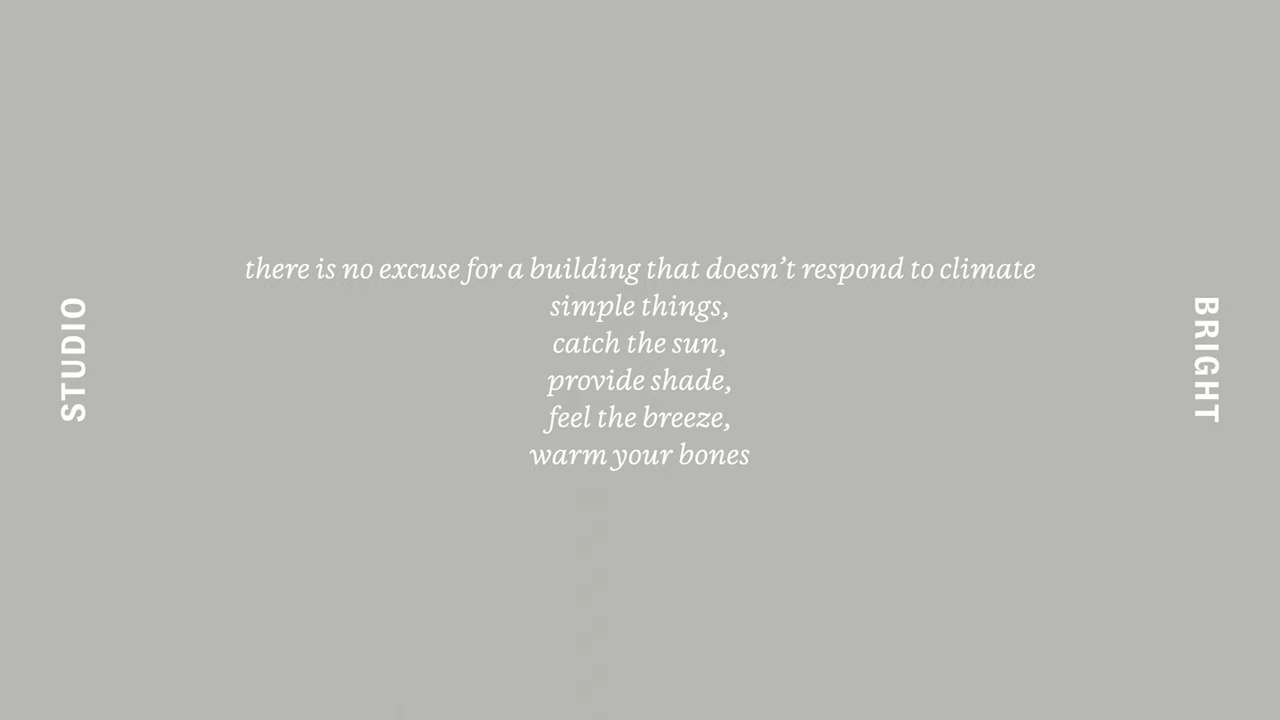 there is no excuse for a building that doesn’t respond to climate
simple things,
catch the sun,
provide shade,
feel the breeze,
warm your bones
STUDIO
BRIGHT